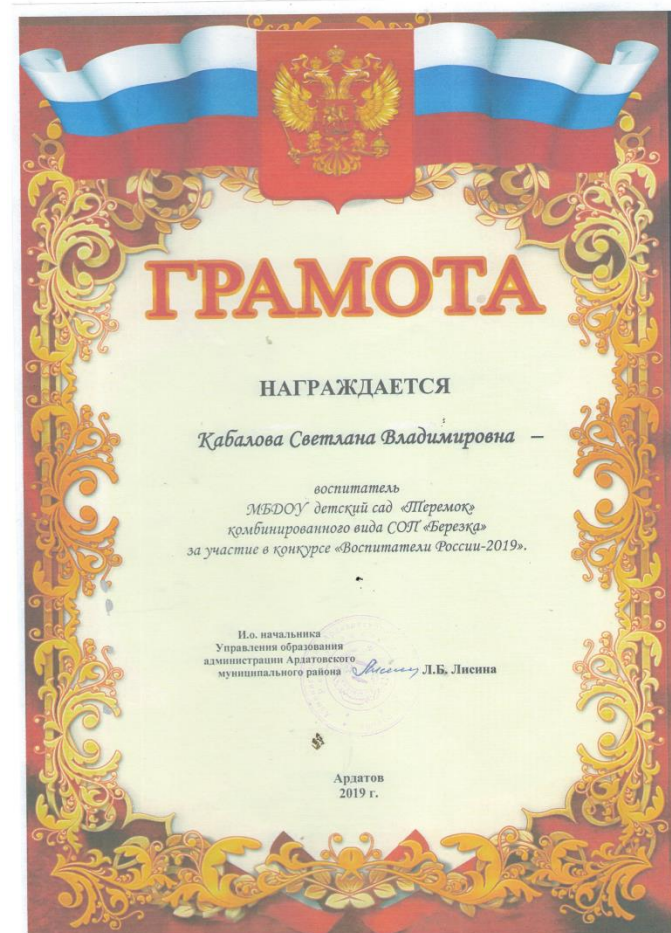 ГРАМОТА
НАГРАЖДАЕТСЯ
Кабалова Светлана Владимировна –
воспитатель
МБДОУ детский сад «Теремок»
комбинированного вида СОП «Березка»
за участие в конкурсе «Воспитатели России-2019».
И.о. начальника
Управления образования
администрации Ардатовского
муниципального района Л.Б. Лисина
Ардатов
2019 г.